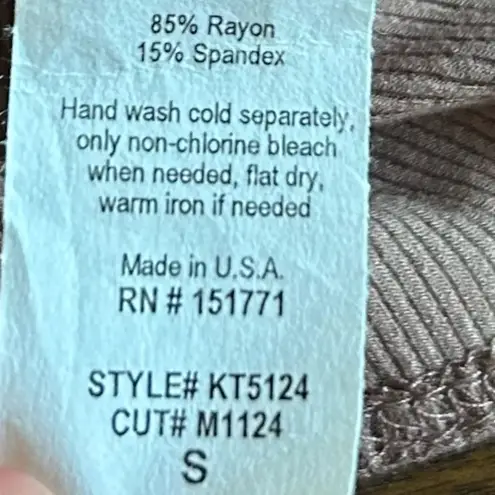 85% Rayon
15% Spandex
Hand wash cold separately,
only non-chlorine bleach
when needed, flat dry,
warm iron if needed
Made in U.S.A.
RN # 151771
STYLE# KT5124
CUT# M1124
S